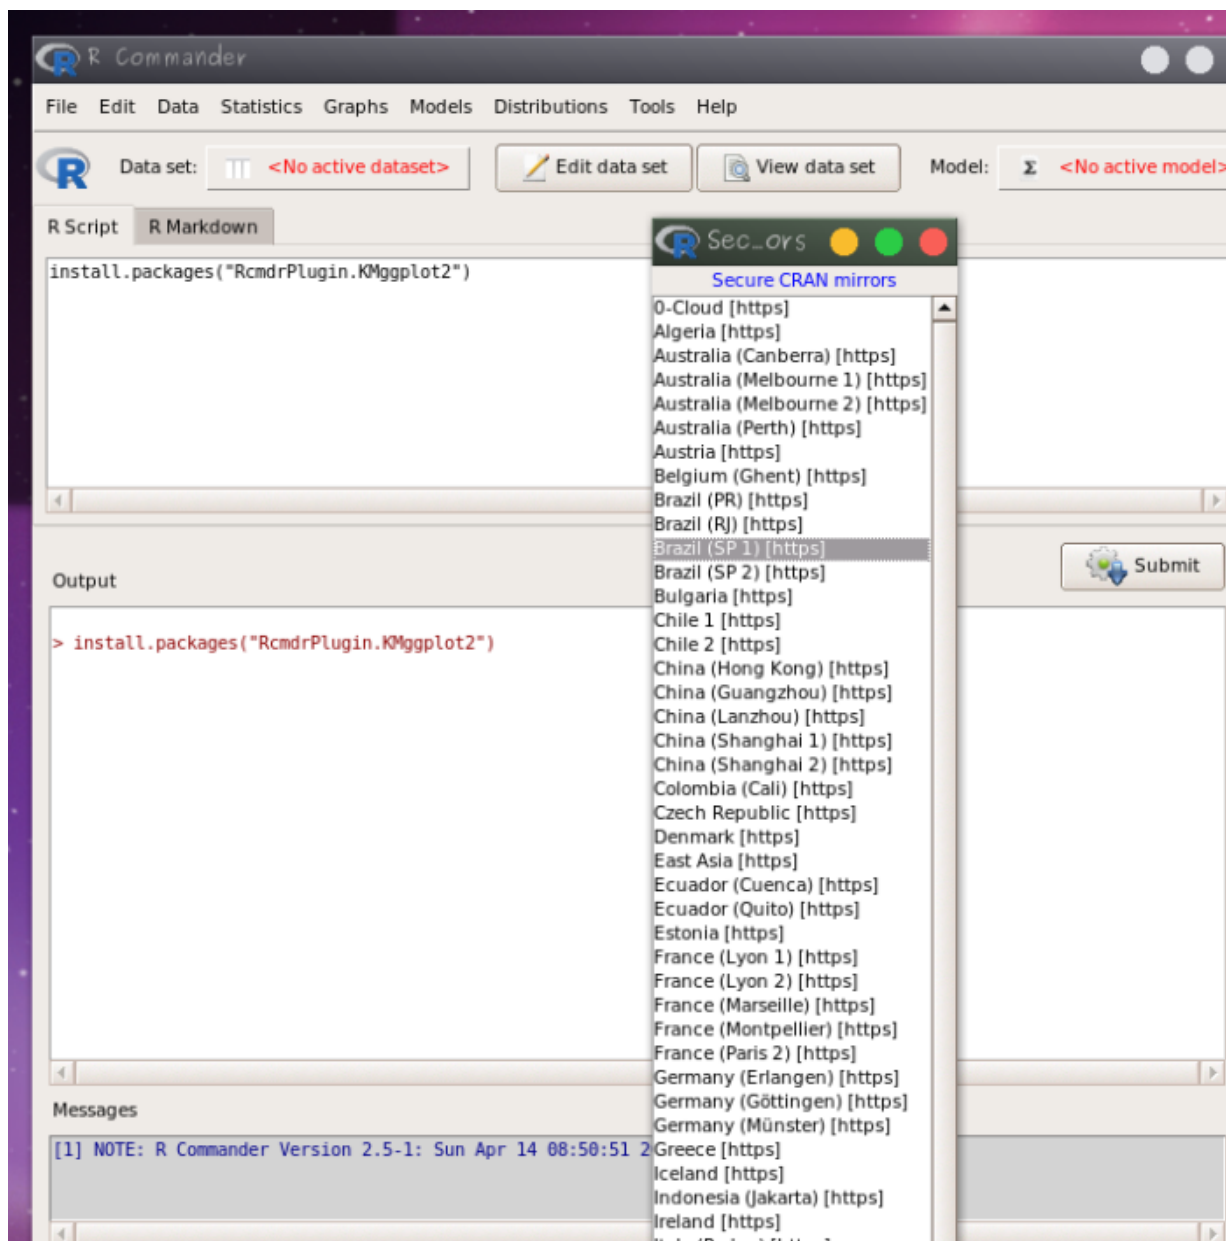 R Commander
File Edit Data Statistics Graphs Models Distributions Tools Help
R Data set: <No active dataset> Edit data set View data set Model: Σ <No active model>
R Script R Markdown
install.packages("RcmdrPlugin.KMggplot2")
Submit
Output
> install.packages("RcmdrPlugin.KMggplot2")
Messages
[1] NOTE: R Commander Version 2.5-1: Sun Apr 14 08:50:51 2
R Sec_ors
Secure CRAN mirrors
0-Cloud [https]
Algeria [https]
Australia (Canberra) [https]
Australia (Melbourne 1) [https]
Australia (Melbourne 2) [https]
Australia (Perth) [https]
Austria [https]
Belgium (Ghent) [https]
Brazil (PR) [https]
Brazil (RJ) [https]
Brazil (SP 1) [https]
Brazil (SP 2) [https]
Bulgaria [https]
Chile 1 [https]
Chile 2 [https]
China (Hong Kong) [https]
China (Guangzhou) [https]
China (Lanzhou) [https]
China (Shanghai 1) [https]
China (Shanghai 2) [https]
Colombia (Cali) [https]
Czech Republic [https]
Denmark [https]
East Asia [https]
Ecuador (Cuenca) [https]
Ecuador (Quito) [https]
Estonia [https]
France (Lyon 1) [https]
France (Lyon 2) [https]
France (Marseille) [https]
France (Montpellier) [https]
France (Paris 2) [https]
Germany (Erlangen) [https]
Germany (Göttingen) [https]
Germany (Münster) [https]
Greece [https]
Iceland [https]
Indonesia (Jakarta) [https]
Ireland [https]